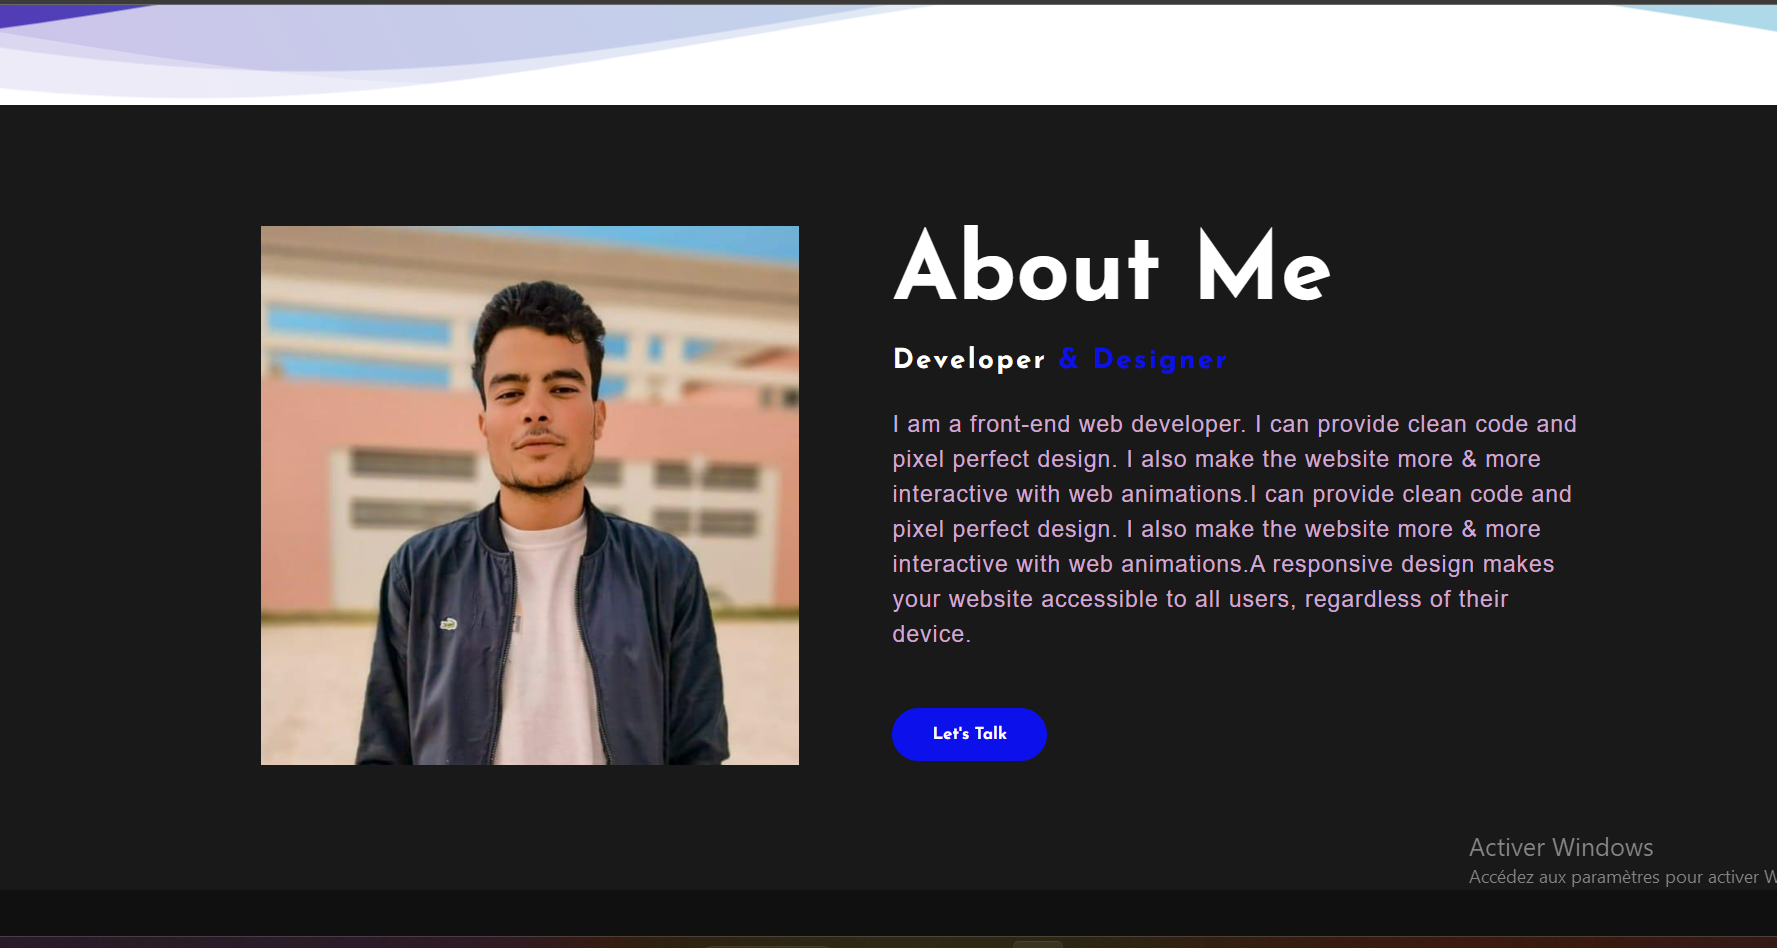 About Me
Developer & Designer
I am a front-end web developer. I can provide clean code and
pixel perfect design. I also make the website more & more
interactive with web animations.I can provide clean code and
pixel perfect design. I also make the website more & more
interactive with web animations.A responsive design makes
your website accessible to all users, regardless of their
device.
Let's Talk
Activer Windows
Accédez aux paramètres pour activer W